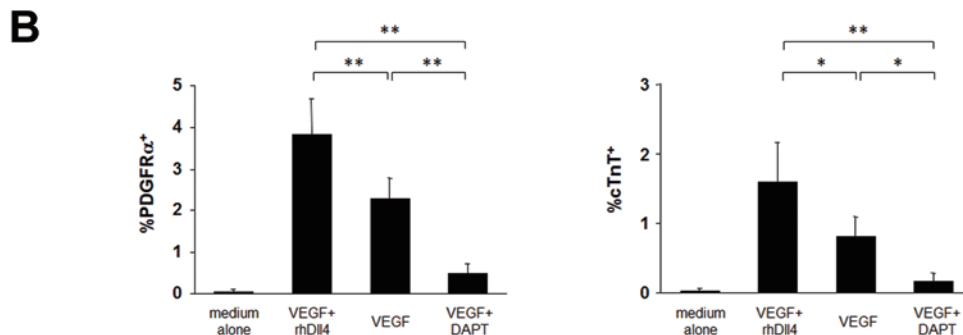 B
**
**
**
**
*
*
%PDGFRα⁺
5
4
3
2
1
0
medium
alone
VEGF+
rhDll4
VEGF
VEGF+
DAPT
%cTnT⁺
3
2
1
0
medium
alone
VEGF+
rhDll4
VEGF
VEGF+
DAPT